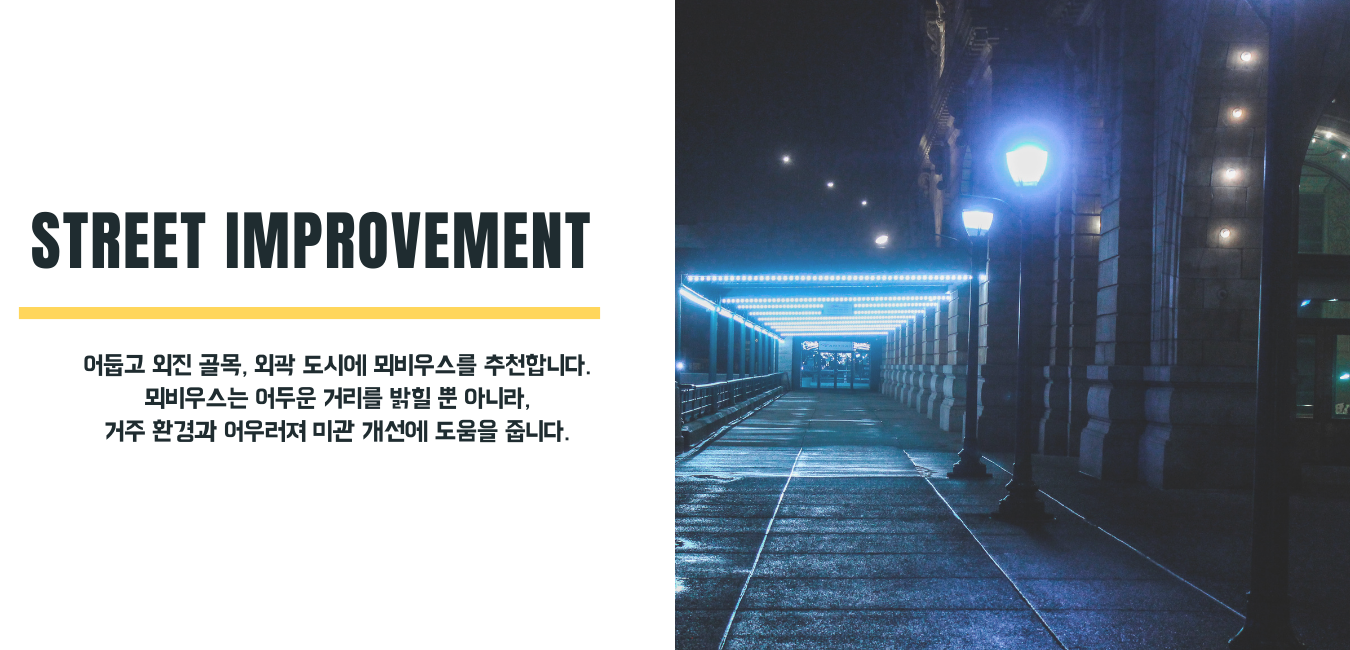 STREET IMPROVEMENT
어둡고 외진 골목, 외곽 도시에 뫼비우스를 추천합니다.
뫼비우스는 어두운 거리를 밝힐 뿐 아니라,
거주 환경과 어우러져 미관 개선에 도움을 줍니다.